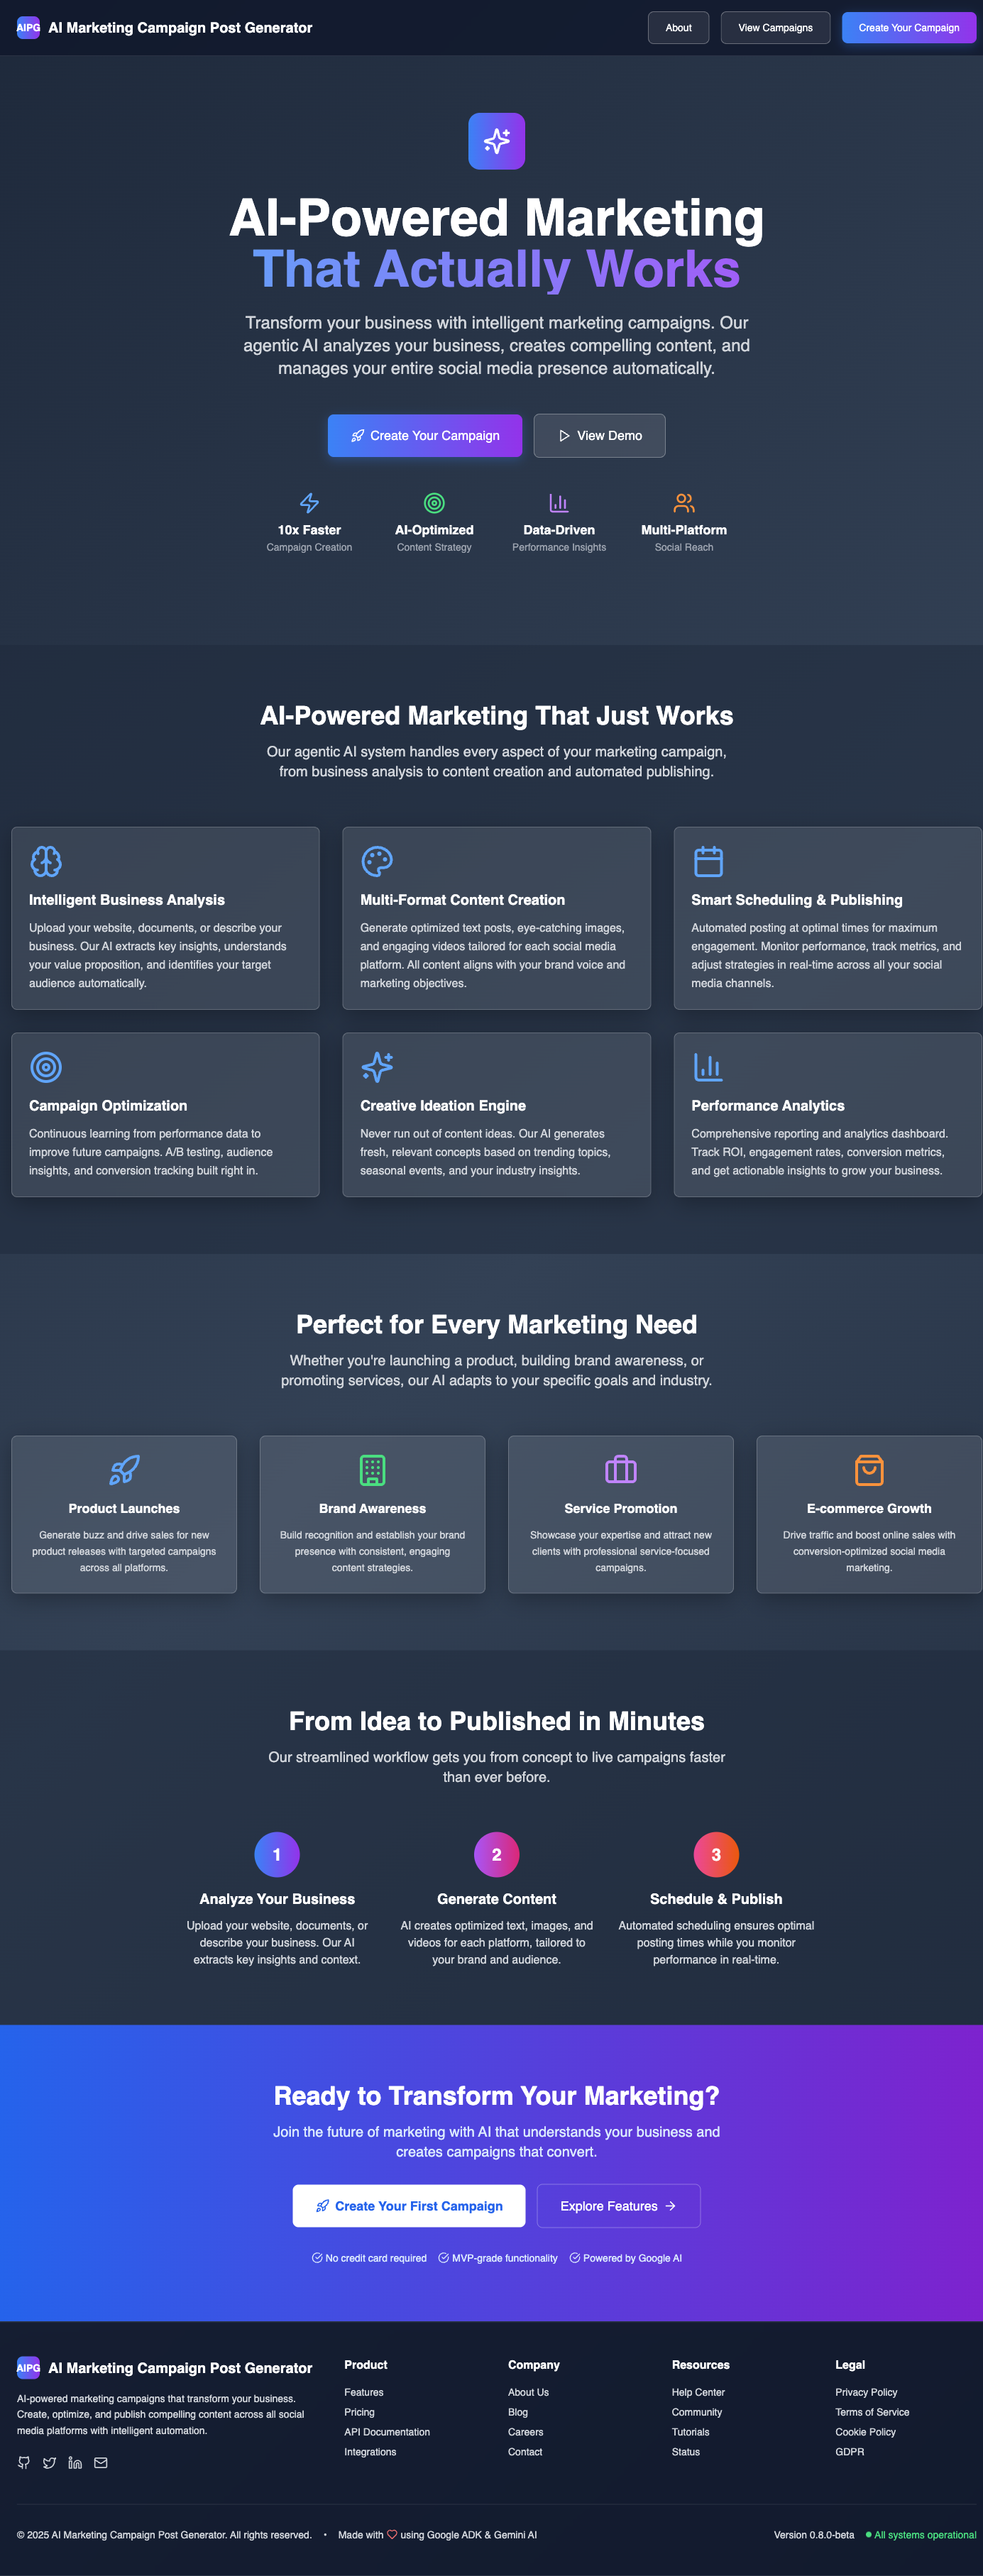 AIPG AI Marketing Campaign Post Generator
About
View Campaigns
Create Your Campaign
AI-Powered Marketing
That Actually Works
Transform your business with intelligent marketing campaigns. Our
agentic AI analyzes your business, creates compelling content, and
manages your entire social media presence automatically.
Create Your Campaign
View Demo
10x Faster
Campaign Creation
AI-Optimized
Content Strategy
Data-Driven
Performance Insights
Multi-Platform
Social Reach
AI-Powered Marketing That Just Works
Our agentic AI system handles every aspect of your marketing campaign,
from business analysis to content creation and automated publishing.
Intelligent Business Analysis
Upload your website, documents, or describe your
business. Our AI extracts key insights, understands
your value proposition, and identifies your target
audience automatically.
Multi-Format Content Creation
Generate optimized text posts, eye-catching images,
and engaging videos tailored for each social media
platform. All content aligns with your brand voice and
marketing objectives.
Smart Scheduling & Publishing
Automated posting at optimal times for maximum
engagement. Monitor performance, track metrics, and
adjust strategies in real-time across all your social
media channels.
Campaign Optimization
Continuous learning from performance data to
improve future campaigns. A/B testing, audience
insights, and conversion tracking built right in.
Creative Ideation Engine
Never run out of content ideas. Our AI generates
fresh, relevant concepts based on trending topics,
seasonal events, and your industry insights.
Performance Analytics
Comprehensive reporting and analytics dashboard.
Track ROI, engagement rates, conversion metrics,
and get actionable insights to grow your business.
Perfect for Every Marketing Need
Whether you're launching a product, building brand awareness, or
promoting services, our AI adapts to your specific goals and industry.
Product Launches
Generate buzz and drive sales for new
product releases with targeted campaigns
across all platforms.
Brand Awareness
Build recognition and establish your brand
presence with consistent, engaging
content strategies.
Service Promotion
Showcase your expertise and attract new
clients with professional service-focused
campaigns.
E-commerce Growth
Drive traffic and boost online sales with
conversion-optimized social media
marketing.
From Idea to Published in Minutes
Our streamlined workflow gets you from concept to live campaigns faster
than ever before.
1
Analyze Your Business
Upload your website, documents, or
describe your business. Our AI
extracts key insights and context.
2
Generate Content
AI creates optimized text, images, and
videos for each platform, tailored to
your brand and audience.
3
Schedule & Publish
Automated scheduling ensures optimal
posting times while you monitor
performance in real-time.
Ready to Transform Your Marketing?
Join the future of marketing with AI that understands your business and
creates campaigns that convert.
Create Your First Campaign
Explore Features
No credit card required
MVP-grade functionality
Powered by Google AI
AIPG AI Marketing Campaign Post Generator
AI-powered marketing campaigns that transform your business.
Create, optimize, and publish compelling content across all social
media platforms with intelligent automation.
Product
Features
Pricing
API Documentation
Integrations
Company
About Us
Blog
Careers
Contact
Resources
Help Center
Community
Tutorials
Status
Legal
Privacy Policy
Terms of Service
Cookie Policy
GDPR
© 2025 AI Marketing Campaign Post Generator. All rights reserved. • Made with ♡ using Google ADK & Gemini AI
Version 0.8.0-beta
All systems operational